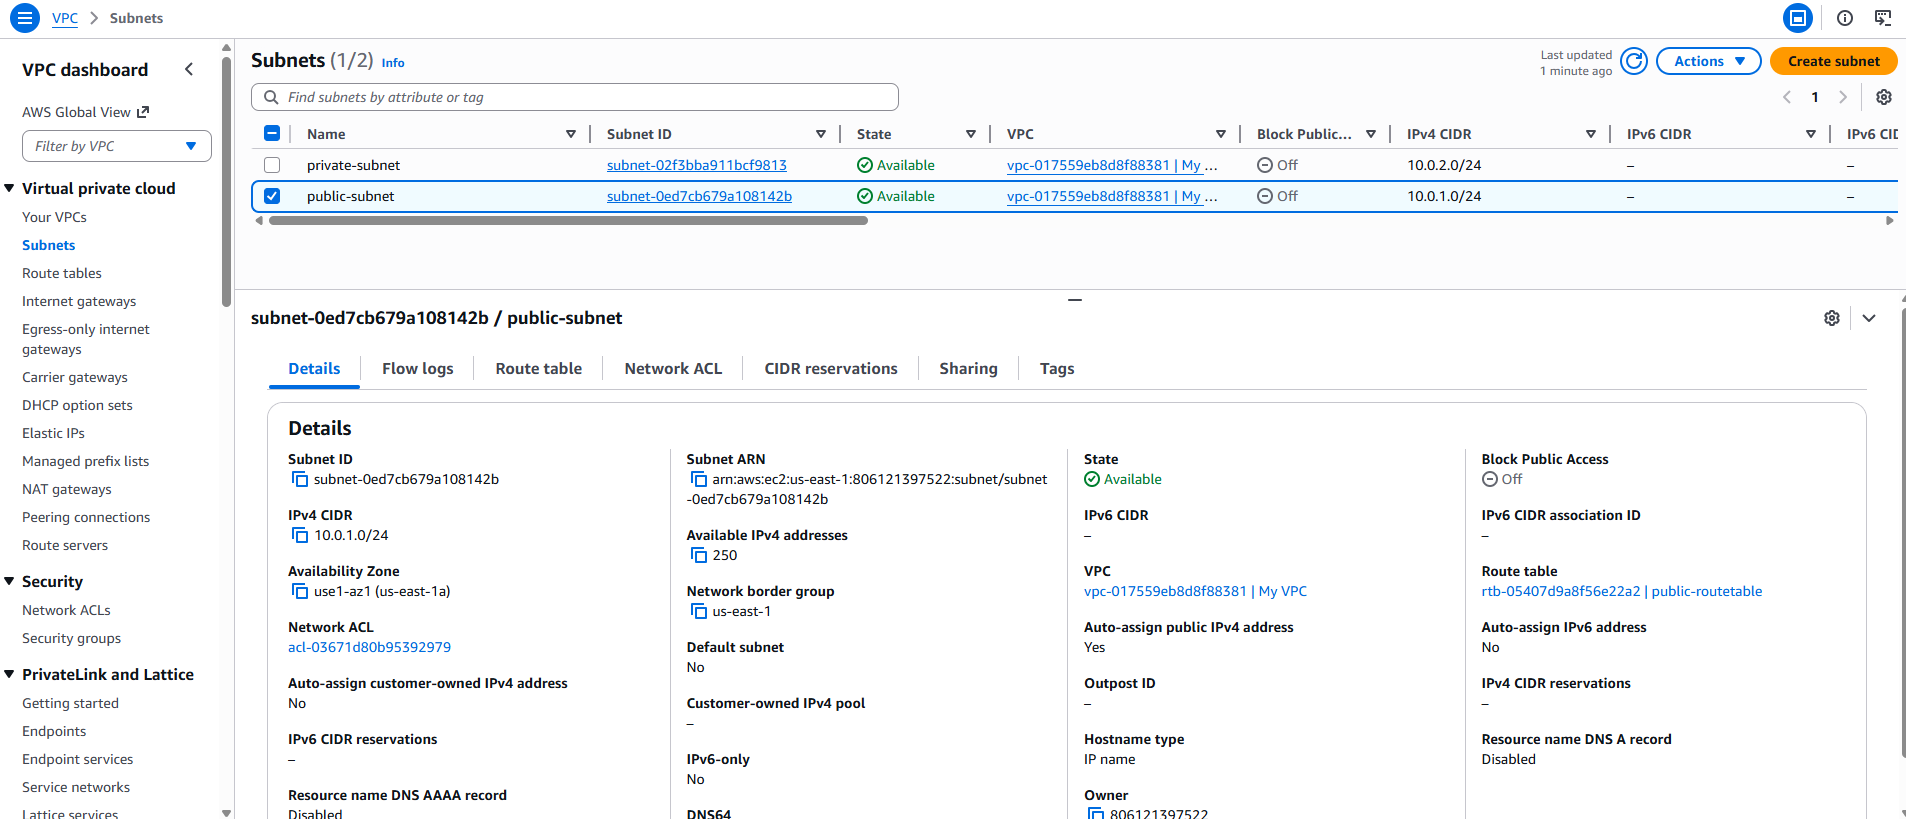 VPC > Subnets
VPC dashboard
AWS Global View
Filter by VPC
Virtual private cloud
Your VPCs
Subnets
Route tables
Internet gateways
Egress-only internet
gateways
Carrier gateways
DHCP option sets
Elastic IPs
Managed prefix lists
NAT gateways
Peering connections
Route servers
Security
Network ACLs
Security groups
PrivateLink and Lattice
Getting started
Endpoints
Endpoint services
Service networks
Lattice services
Subnets (1/2) Info
Last updated
1 minute ago
Actions
Create subnet
Find subnets by attribute or tag
1
Name Subnet ID State VPC Block Public... IPv4 CIDR IPv6 CIDR IPv6 CID
private-subnet subnet-02f3bba911bcf9813 Available vpc-017559eb8d8f88381 | My ... Off 10.0.2.0/24 – –
public-subnet subnet-0ed7cb679a108142b Available vpc-017559eb8d8f88381 | My ... Off 10.0.1.0/24 – –
subnet-0ed7cb679a108142b / public-subnet
Details Flow logs Route table Network ACL CIDR reservations Sharing Tags
Details
Subnet ID
subnet-0ed7cb679a108142b
IPv4 CIDR
10.0.1.0/24
Availability Zone
use1-az1 (us-east-1a)
Network ACL
acl-03671d80b95392979
Auto-assign customer-owned IPv4 address
No
IPv6 CIDR reservations
–
Resource name DNS AAAA record
Disabled
Subnet ARN
arn:aws:ec2:us-east-1:806121397522:subnet/subnet
-0ed7cb679a108142b
Available IPv4 addresses
250
Network border group
us-east-1
Default subnet
No
Customer-owned IPv4 pool
–
IPv6-only
No
DNS64
State
Available
IPv6 CIDR
–
VPC
vpc-017559eb8d8f88381 | My VPC
Auto-assign public IPv4 address
Yes
Outpost ID
–
Hostname type
IP name
Owner
806121397522
Block Public Access
Off
IPv6 CIDR association ID
–
Route table
rtb-05407d9a8f56e22a2 | public-routetable
Auto-assign IPv6 address
No
IPv4 CIDR reservations
–
Resource name DNS A record
Disabled